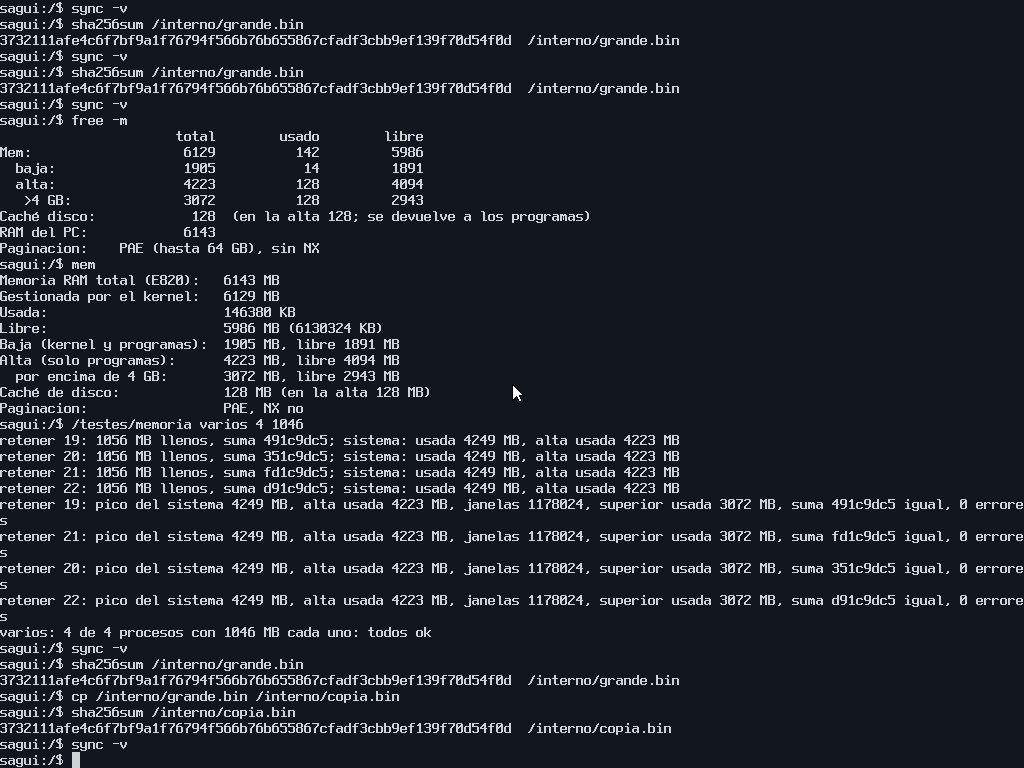 sagui:/$ sync -v
sagui:/$ sha256sum /interno/grande.bin
3732111afe4c6f7bf9a1f76794f566b76b655867cfadf3cbb9ef139f70d54f0d  /interno/grande.bin
sagui:/$ sync -v
sagui:/$ sha256sum /interno/grande.bin
3732111afe4c6f7bf9a1f76794f566b76b655867cfadf3cbb9ef139f70d54f0d  /interno/grande.bin
sagui:/$ sync -v
sagui:/$ free -m
                      total        usado        libre
Mem:                   6129          142         5986
  baja:                1905           14         1891
  alta:                4223          128         4094
   >4 GB:              3072          128         2943
Caché disco:            128  (en la alta 128; se devuelve a los programas)
RAM del PC:            6143
Paginacion:    PAE (hasta 64 GB), sin NX
sagui:/$ mem
Memoria RAM total (E820):   6143 MB
Gestionada por el kernel:   6129 MB
Usada:                      146380 KB
Libre:                      5986 MB (6130324 KB)
Baja (kernel y programas):  1905 MB, libre 1891 MB
Alta (solo programas):      4223 MB, libre 4094 MB
  por encima de 4 GB:       3072 MB, libre 2943 MB
Caché de disco:             128 MB (en la alta 128 MB)
Paginacion:                 PAE, NX no
sagui:/$ /testes/memoria varios 4 1046
retener 19: 1056 MB llenos, suma 491c9dc5; sistema: usada 4249 MB, alta usada 4223 MB
retener 20: 1056 MB llenos, suma 351c9dc5; sistema: usada 4249 MB, alta usada 4223 MB
retener 21: 1056 MB llenos, suma fd1c9dc5; sistema: usada 4249 MB, alta usada 4223 MB
retener 22: 1056 MB llenos, suma d91c9dc5; sistema: usada 4249 MB, alta usada 4223 MB
retener 19: pico del sistema 4249 MB, alta usada 4223 MB, janelas 1178024, superior usada 3072 MB, suma 491c9dc5 igual, 0 errore
s
retener 21: pico del sistema 4249 MB, alta usada 4223 MB, janelas 1178024, superior usada 3072 MB, suma fd1c9dc5 igual, 0 errore
s
retener 20: pico del sistema 4249 MB, alta usada 4223 MB, janelas 1178024, superior usada 3072 MB, suma 351c9dc5 igual, 0 errore
s
retener 22: pico del sistema 4249 MB, alta usada 4223 MB, janelas 1178024, superior usada 3072 MB, suma d91c9dc5 igual, 0 errore
s
varios: 4 de 4 procesos con 1046 MB cada uno: todos ok
sagui:/$ sync -v
sagui:/$ sha256sum /interno/grande.bin
3732111afe4c6f7bf9a1f76794f566b76b655867cfadf3cbb9ef139f70d54f0d  /interno/grande.bin
sagui:/$ cp /interno/grande.bin /interno/copia.bin
sagui:/$ sha256sum /interno/copia.bin
3732111afe4c6f7bf9a1f76794f566b76b655867cfadf3cbb9ef139f70d54f0d  /interno/copia.bin
sagui:/$ sync -v
sagui:/$